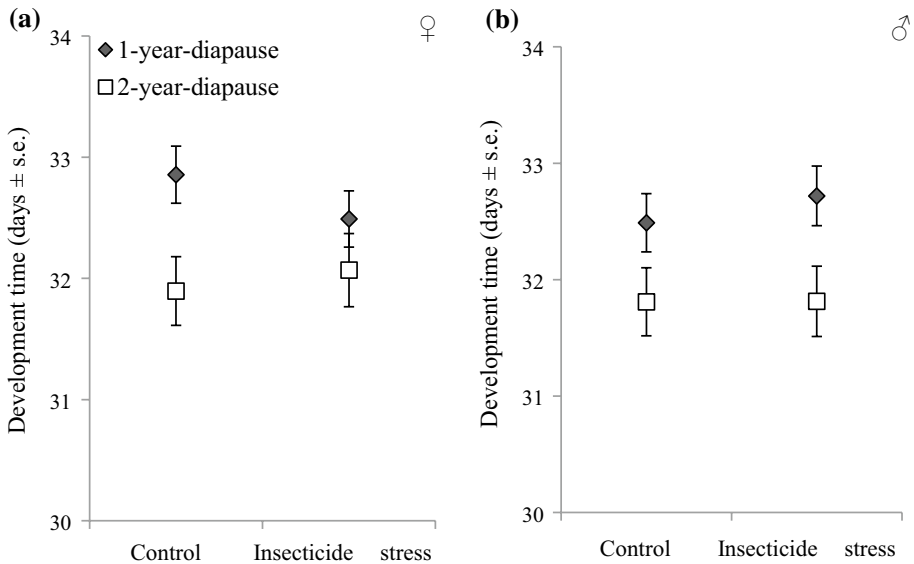 (a) ♀
34
33
32
31
30
Development time (days ± s.e.)
1-year-diapause
2-year-diapause
Control Insecticide stress
(b) ♂
34
33
32
31
30
Development time (days ± s.e.)
Control Insecticide stress